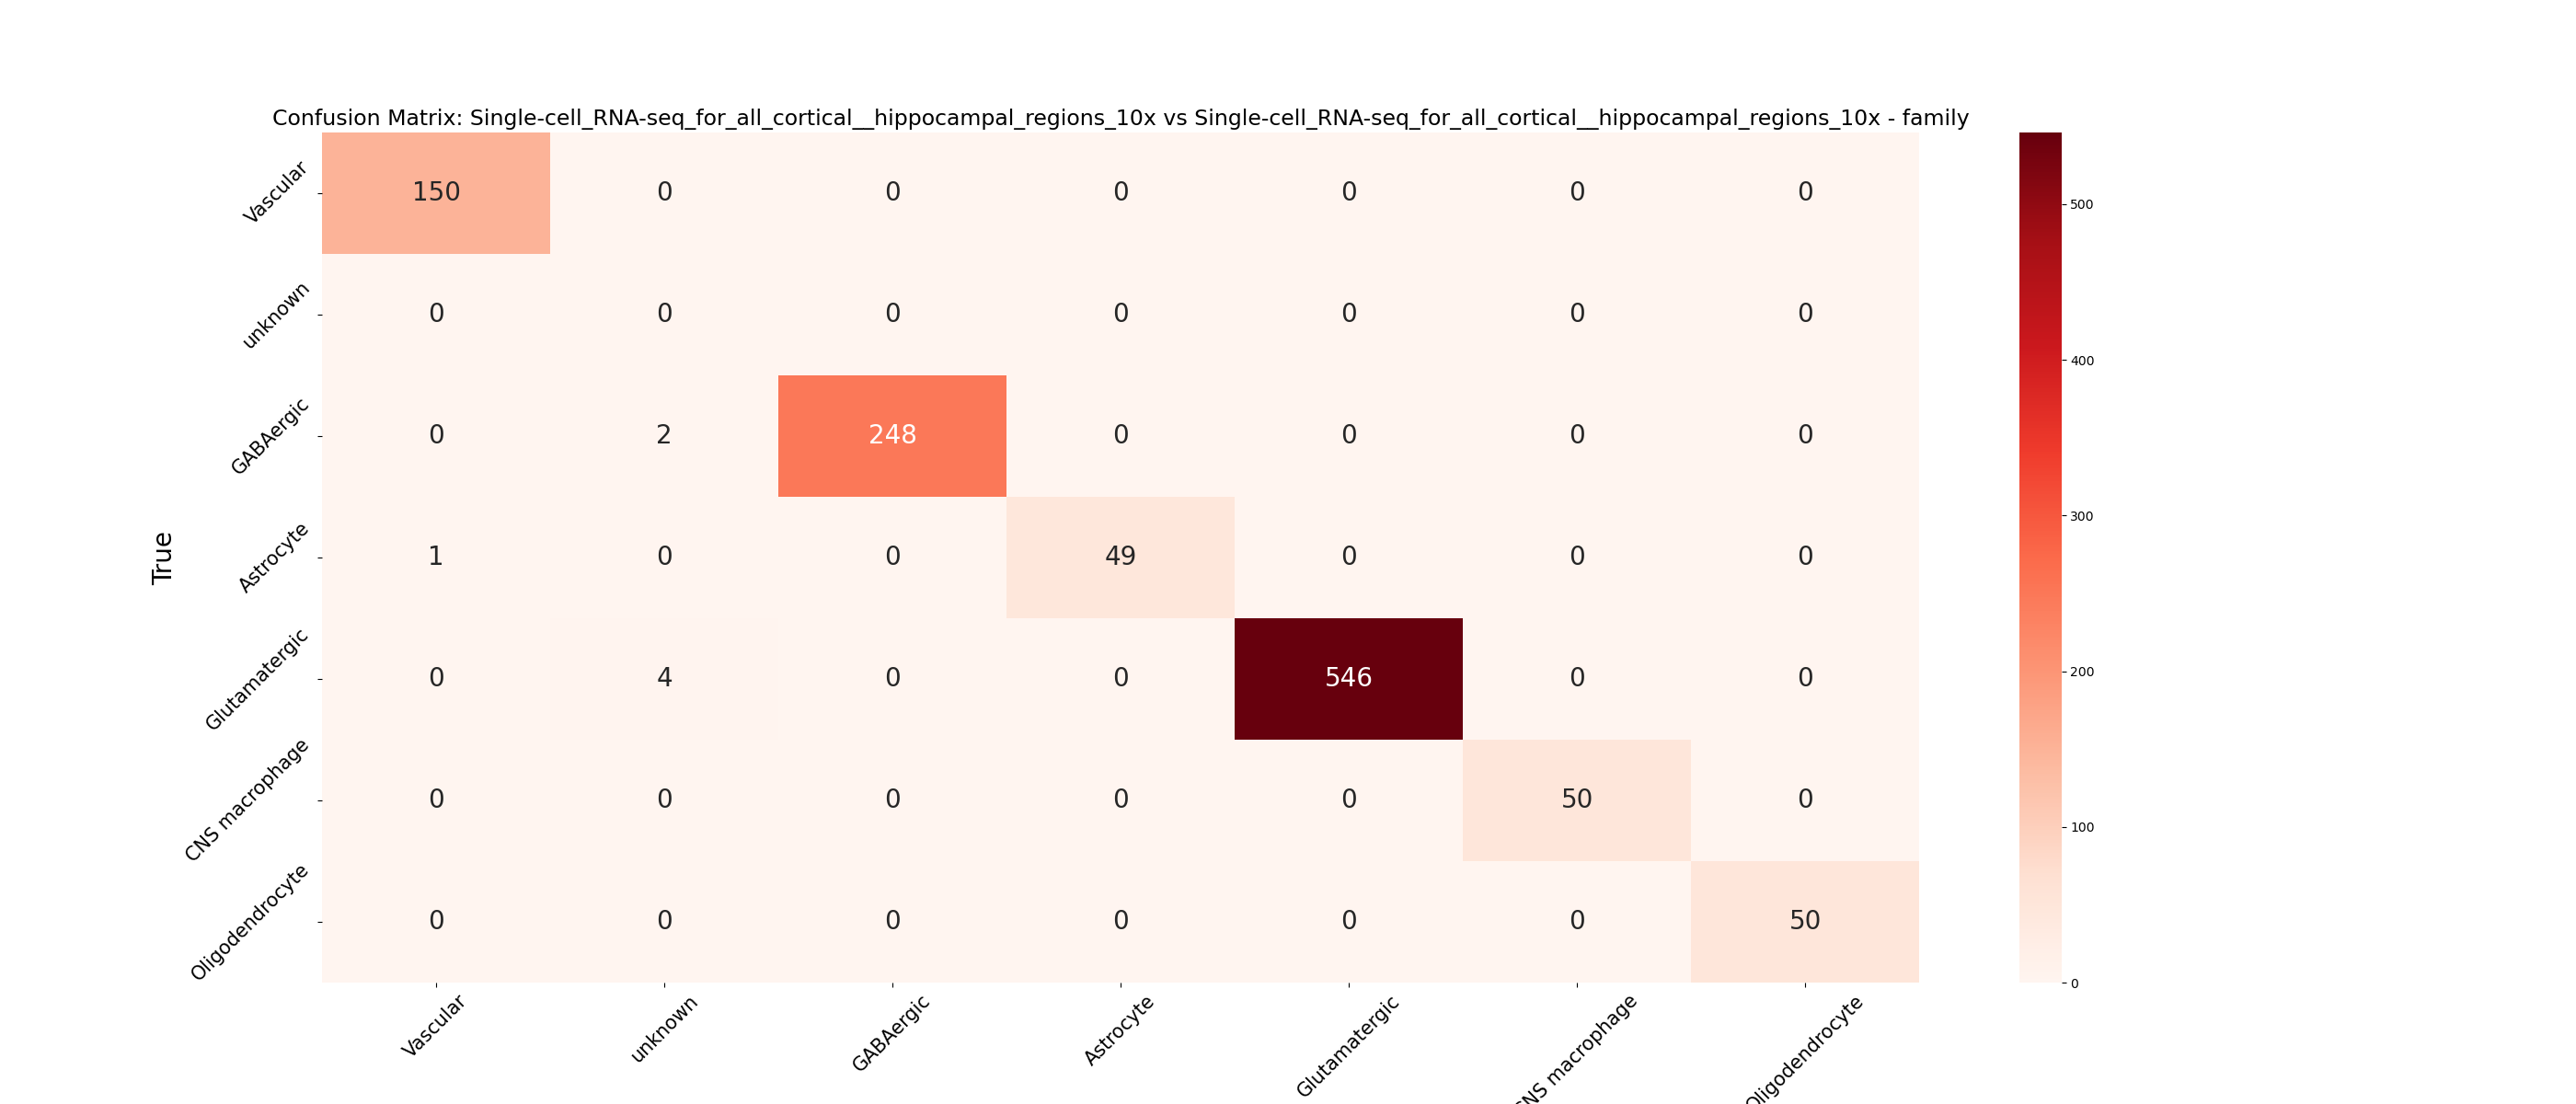 Confusion Matrix: Single-cell_RNA-seq_for_all_cortical__hippocampal_regions_10x vs Single-cell_RNA-seq_for_all_cortical__hippocampal_regions_10x - family
True
Vascular 150 0 0 0 0 0 0
unknown 0 0 0 0 0 0 0
GABAergic 0 2 248 0 0 0 0
Astrocyte 1 0 0 49 0 0 0
Glutamatergic 0 4 0 0 546 0 0
CNS macrophage 0 0 0 0 0 50 0
Oligodendrocyte 0 0 0 0 0 0 50
Vascular unknown GABAergic Astrocyte Glutamatergic CNS macrophage Oligodendrocyte
500
400
300
200
100
0